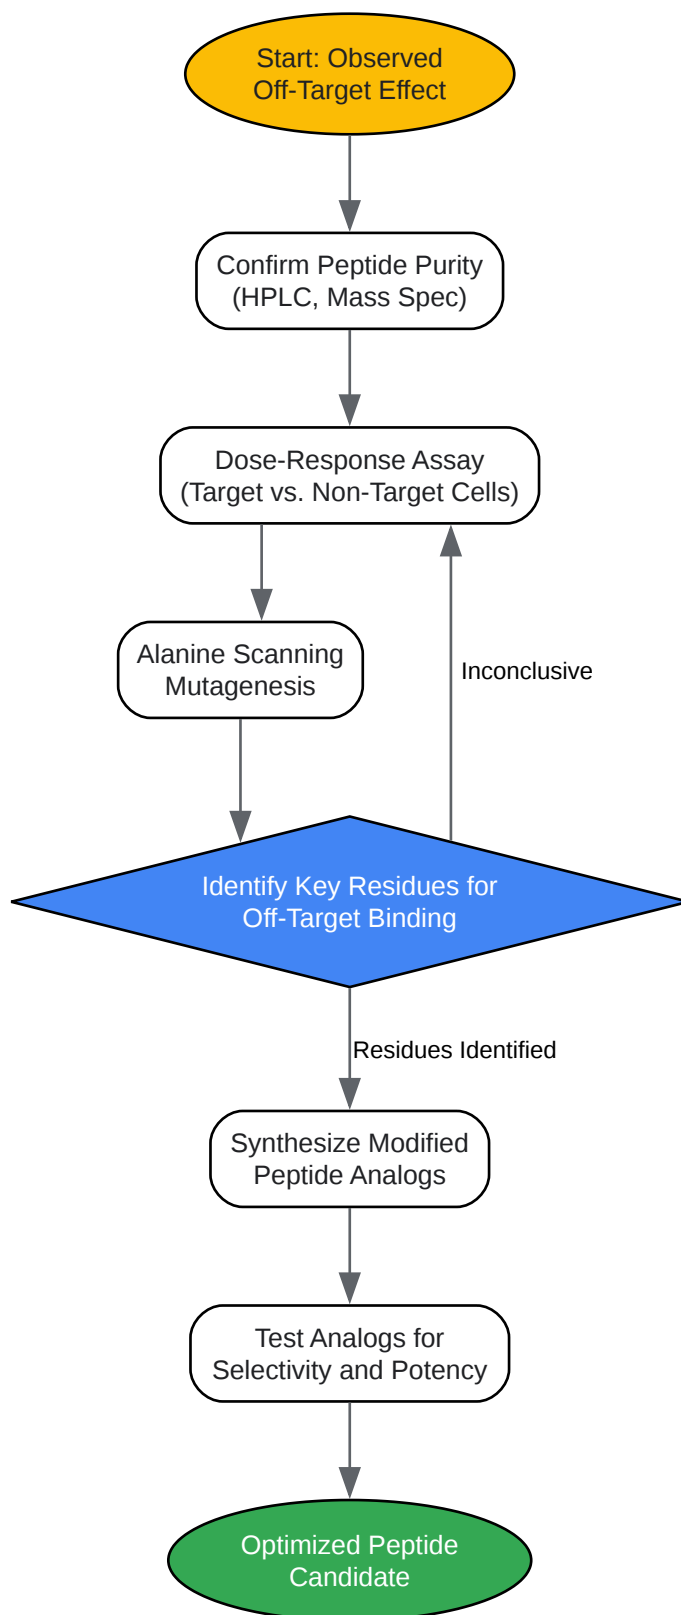 Start: Observed
Off-Target Effect
Confirm Peptide Purity
(HPLC, Mass Spec)
Dose-Response Assay
(Target vs. Non-Target Cells)
Alanine Scanning
Mutagenesis
Inconclusive
Identify Key Residues for
Off-Target Binding
Residues Identified
Synthesize Modified
Peptide Analogs
Test Analogs for
Selectivity and Potency
Optimized Peptide
Candidate